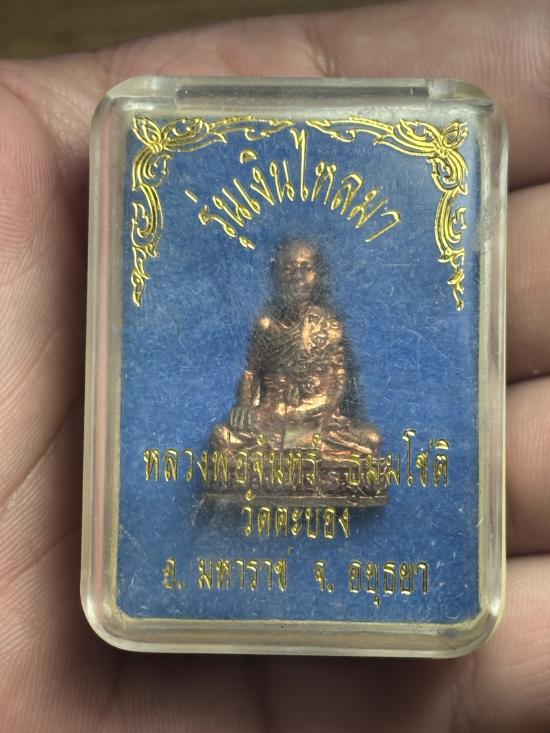 รุ่นเงินไหลมา
หลวงพ่อจันทร์ ธมมโชติ
วัดตะบอง
อ. มหาราช จ. อยุธยา